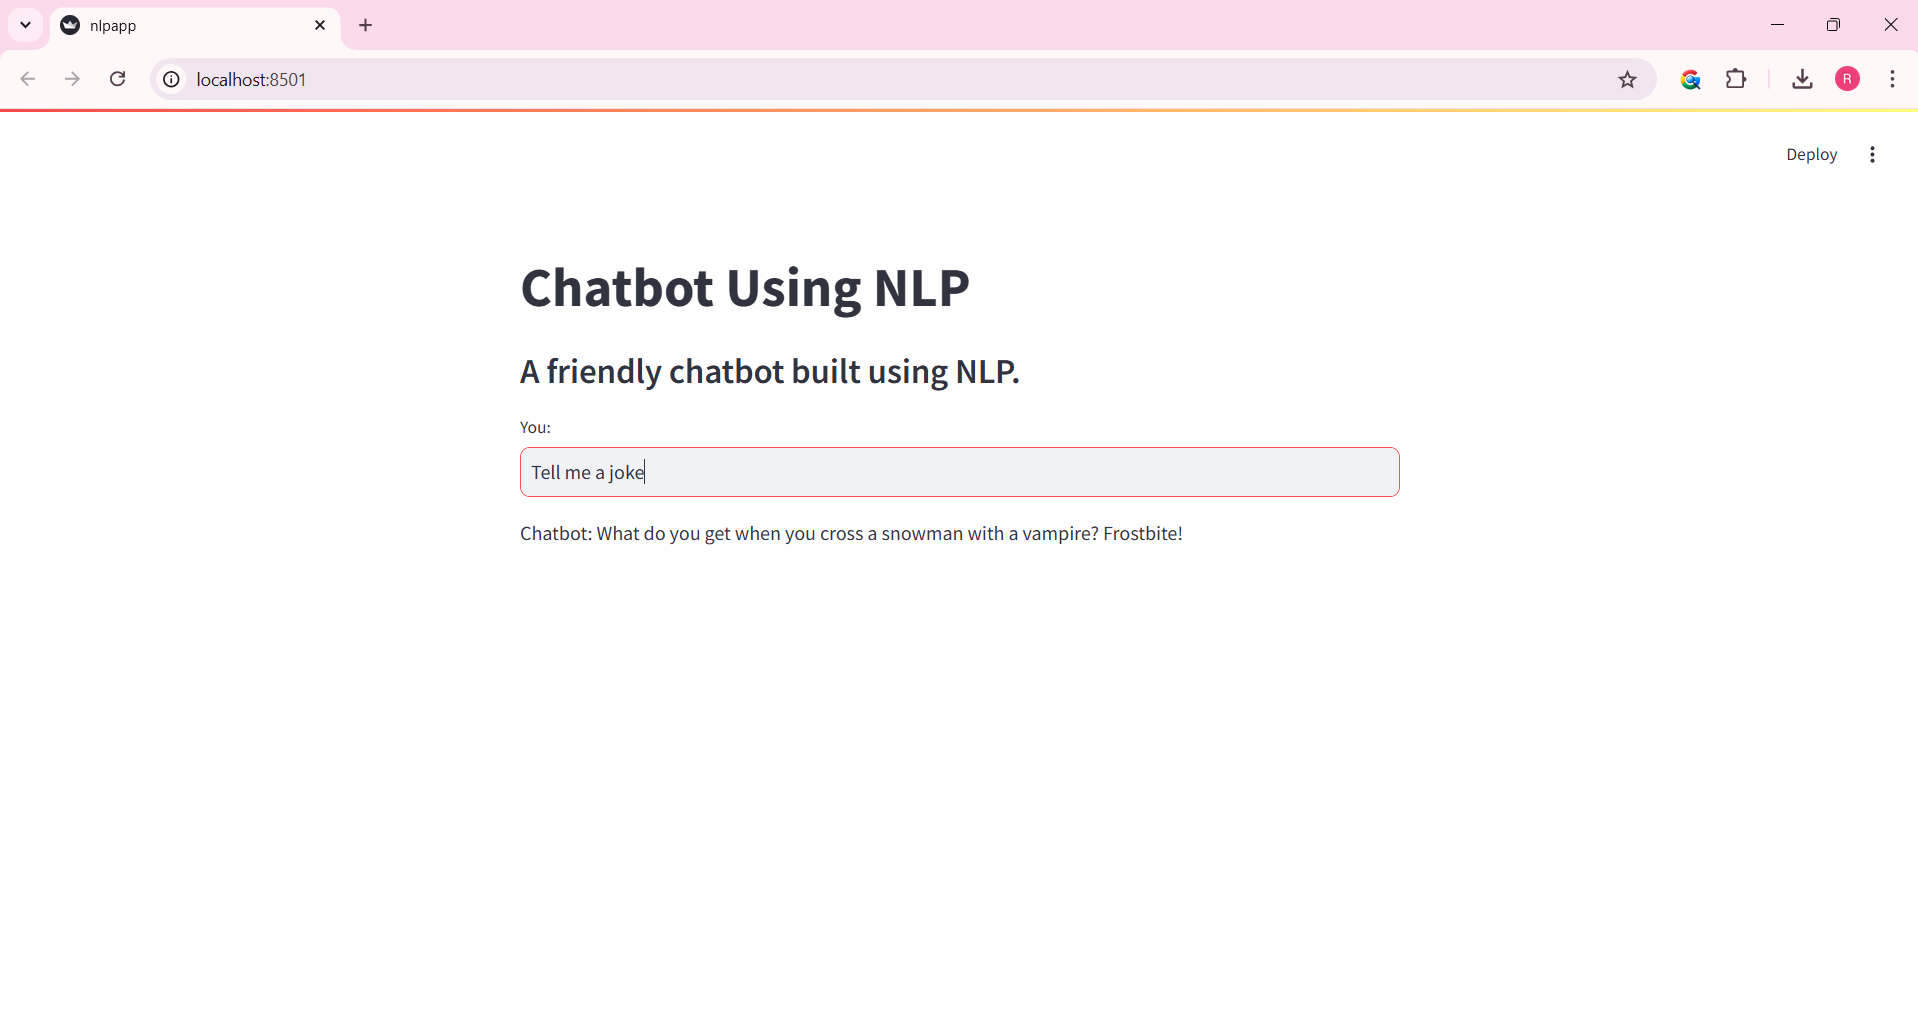 nlpapp
localhost:8501
R
Deploy
Chatbot Using NLP
A friendly chatbot built using NLP.
You:
Tell me a joke
Chatbot: What do you get when you cross a snowman with a vampire? Frostbite!